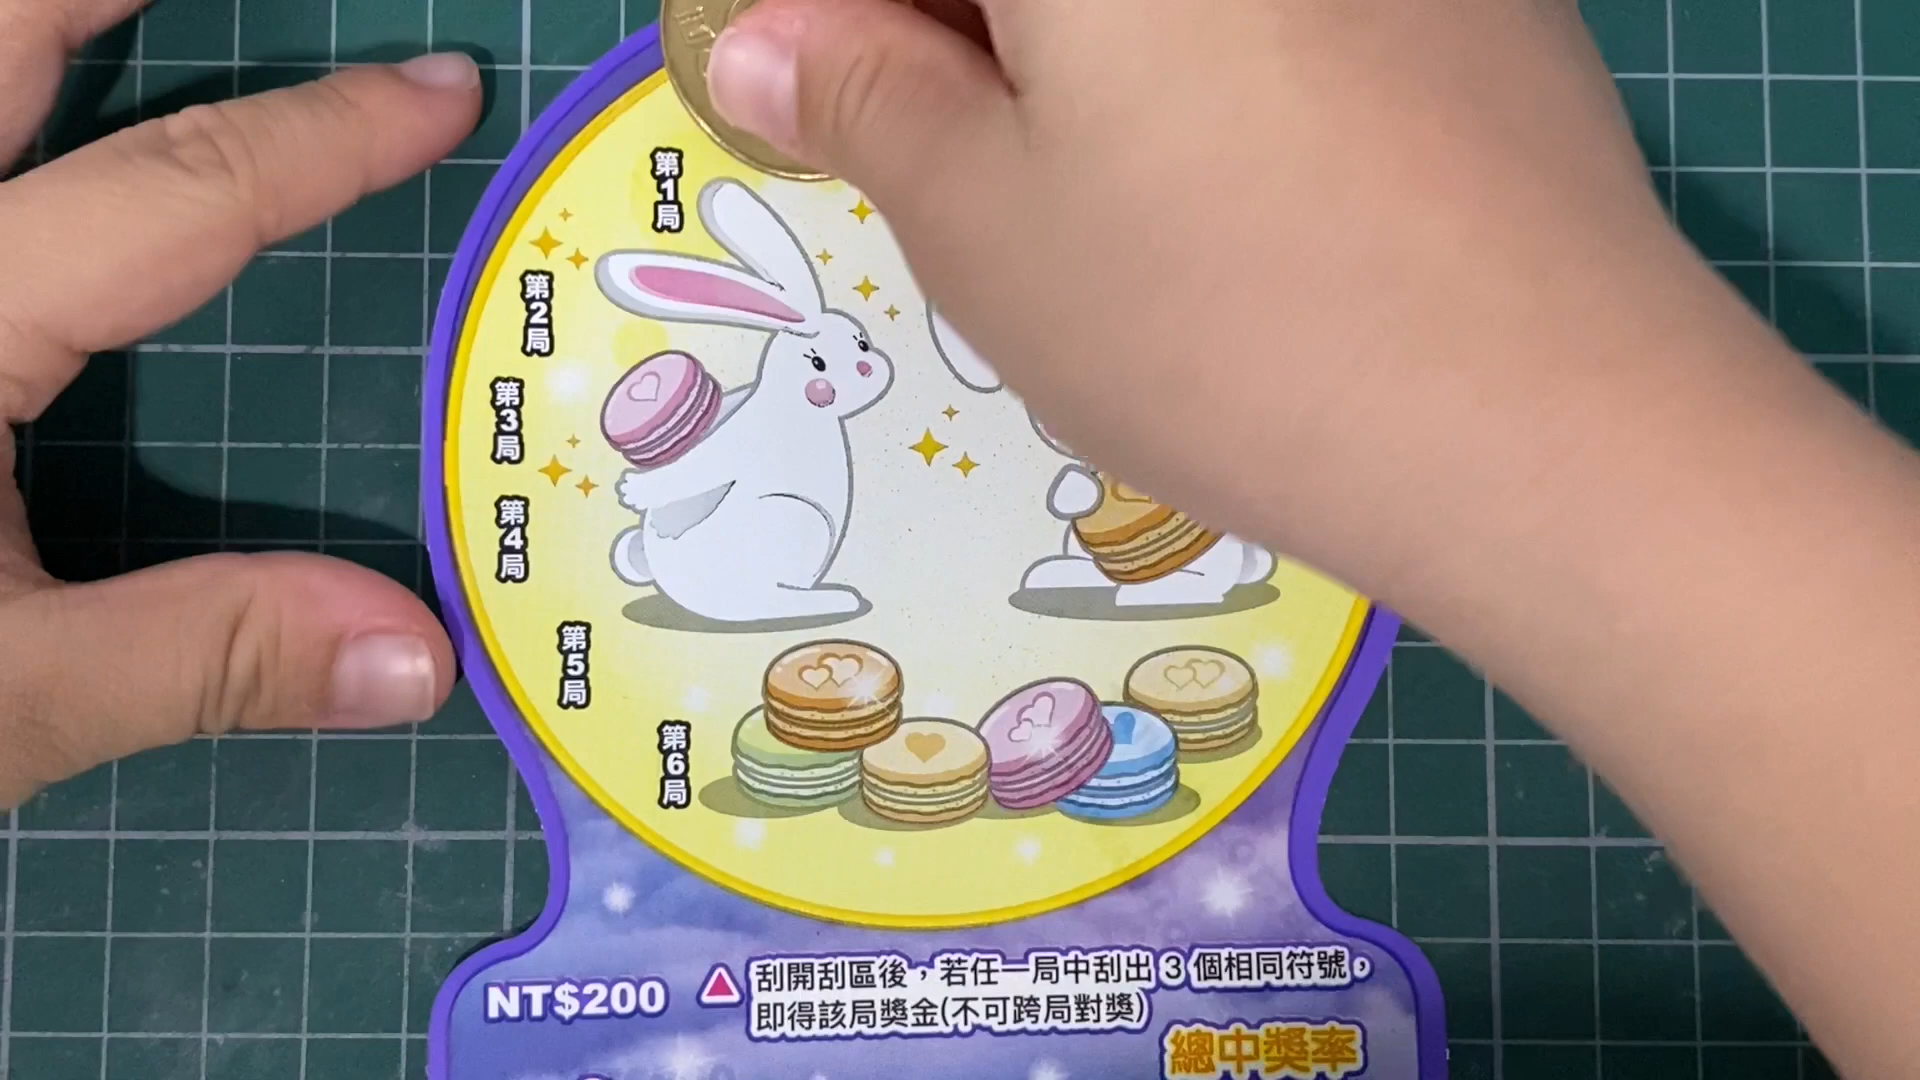 第1局
第2局
第3局
第4局
第5局
第6局
NT$200
▲刮開刮區後，若任一局中刮出 3 個相同符號，
即得該局獎金(不可跨局對獎)
總中獎率